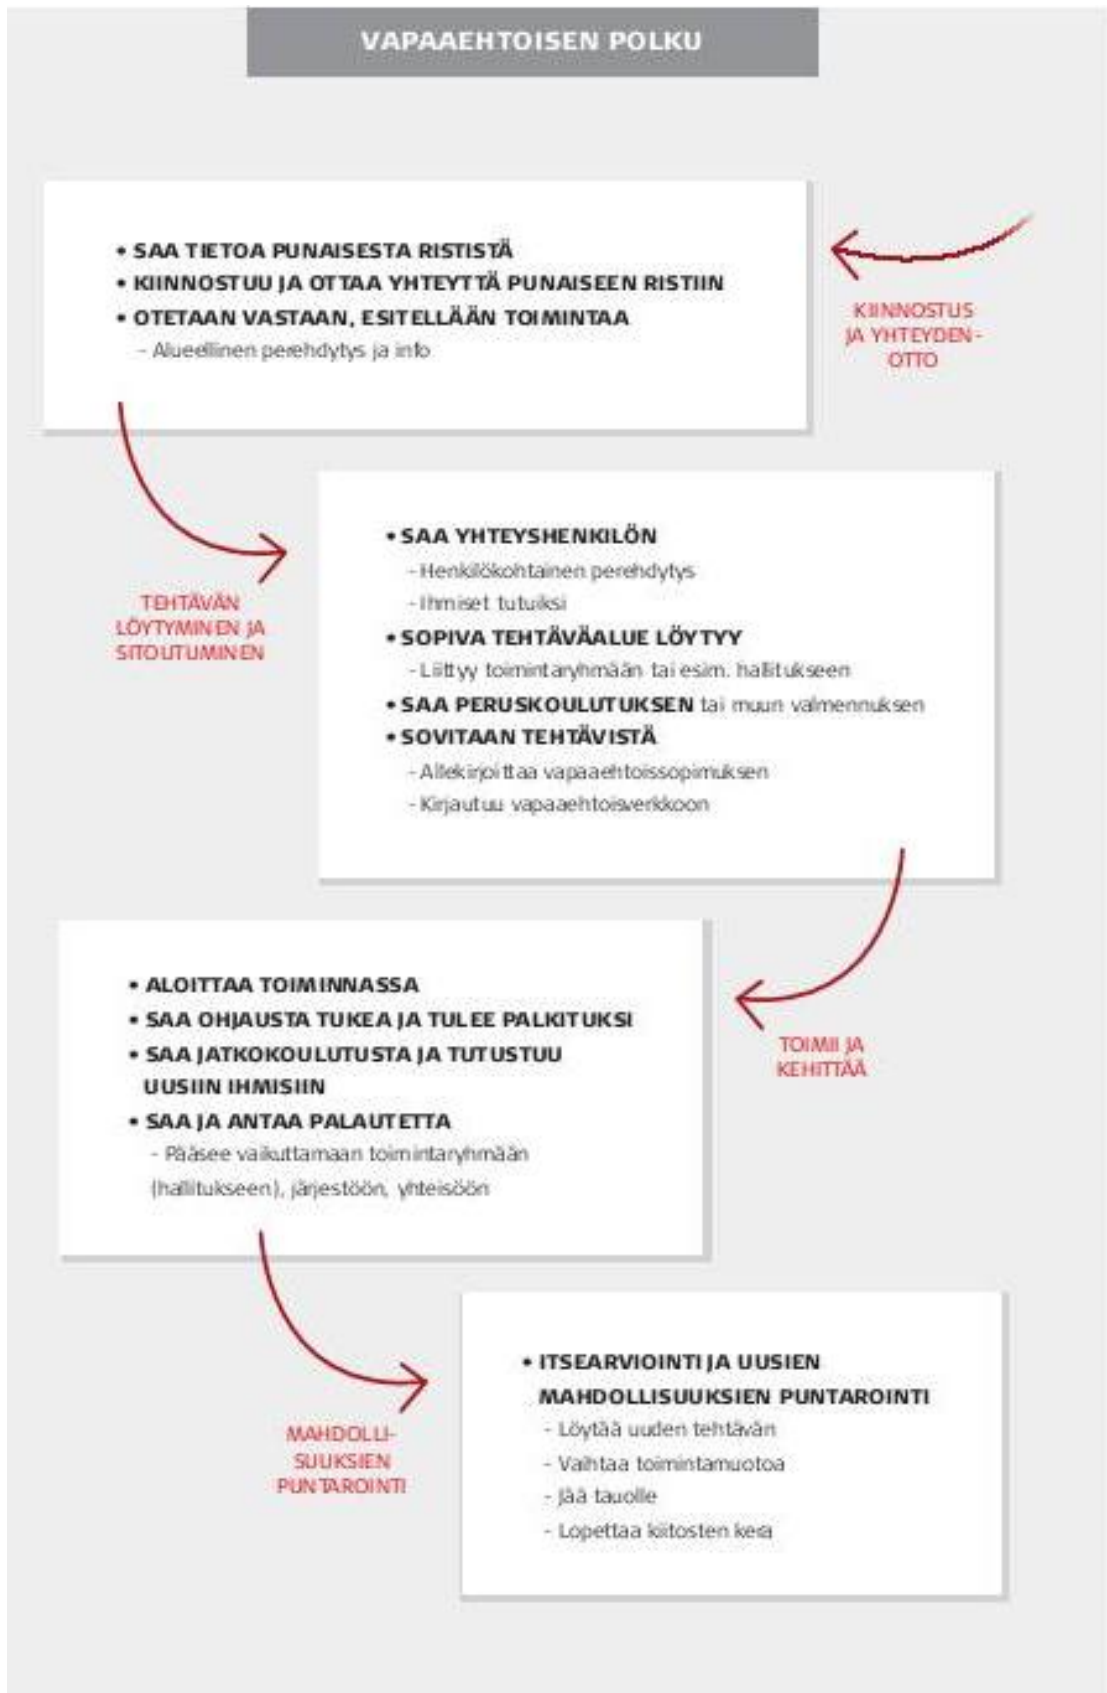 VAPAAEHTOISEN POLKU
• SAA TIETOA PUNAISESTA RISTISTÄ
• KIINNOSTUU JA OTTAA YHTEYTTÄ PUNAISEEN RISTIIN
• OTETAAN VASTAAN, ESITELLÄÄN TOIMINTAA
- Alueellinen perehdytys ja info
KIINNOSTUS
JA YHTEYDEN-
OTTO
TEHTÄVÄN
LÖYTYMINEN JA
SITOUTUMINEN
• SAA YHTEYSHENKILÖN
- Henkilökohtainen perehdytys
- Ihmiset tutuiksi
• SOPIVA TEHTÄVÄALUE LÖYTYY
- Liittyy toimintaryhmään tai esim. hallitukseen
• SAA PERUSKOULUTUKSEN tai muun valmennuksen
• SOVITAAN TEHTÄVISTÄ
- Allekirjoittaa vapaaehtoissopimuksen
- Kirjautuu vapaaehtoisverkkoon
• ALOITTAA TOIMINNASSA
• SAA OHJAUSTA TUKEA JA TULEE PALKITUKSI
• SAA JATKOKOULUTUSTA JA TUTUSTUU
UUSIIN IHMISIIN
• SAA JA ANTAA PALAUTETTA
- Pääsee vaikuttamaan toimintaryhmään
(hallitukseen), järjestöön, yhteisöön
TOIMII JA
KEHITTÄÄ
MAHDOLLI-
SUUKSIEN
PUNTAROINTI
• ITSEARVIOINTI JA UUSIEN
MAHDOLLISUUKSIEN PUNTAROINTI
- Löytää uuden tehtävän
- Vaihtaa toimintamuotoa
- Jää tauolle
- Lopettaa kiitosten kera